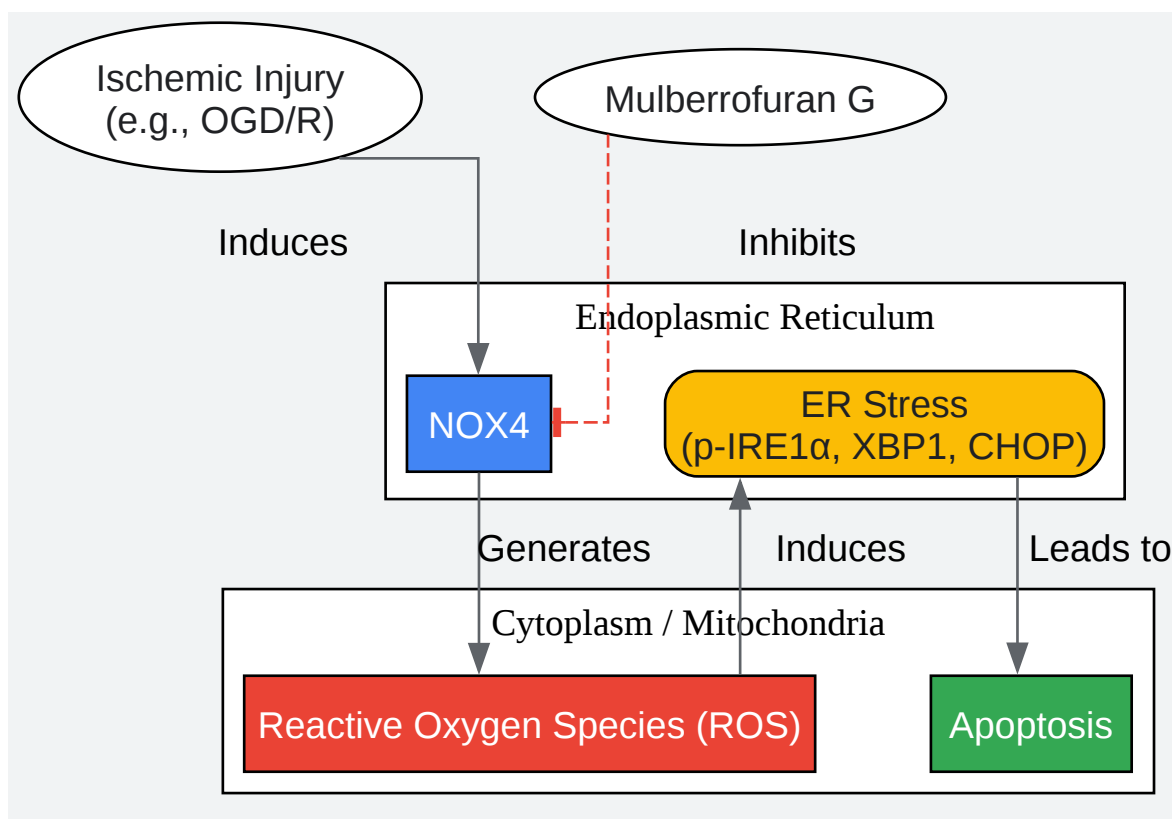 Ischemic Injury
(e.g., OGD/R)
Mulberrofuran G
Induces
Inhibits
Endoplasmic Reticulum
NOX4
ER Stress
(p-IRE1α, XBP1, CHOP)
Generates
Induces
Leads to
Cytoplasm / Mitochondria
Reactive Oxygen Species (ROS)
Apoptosis